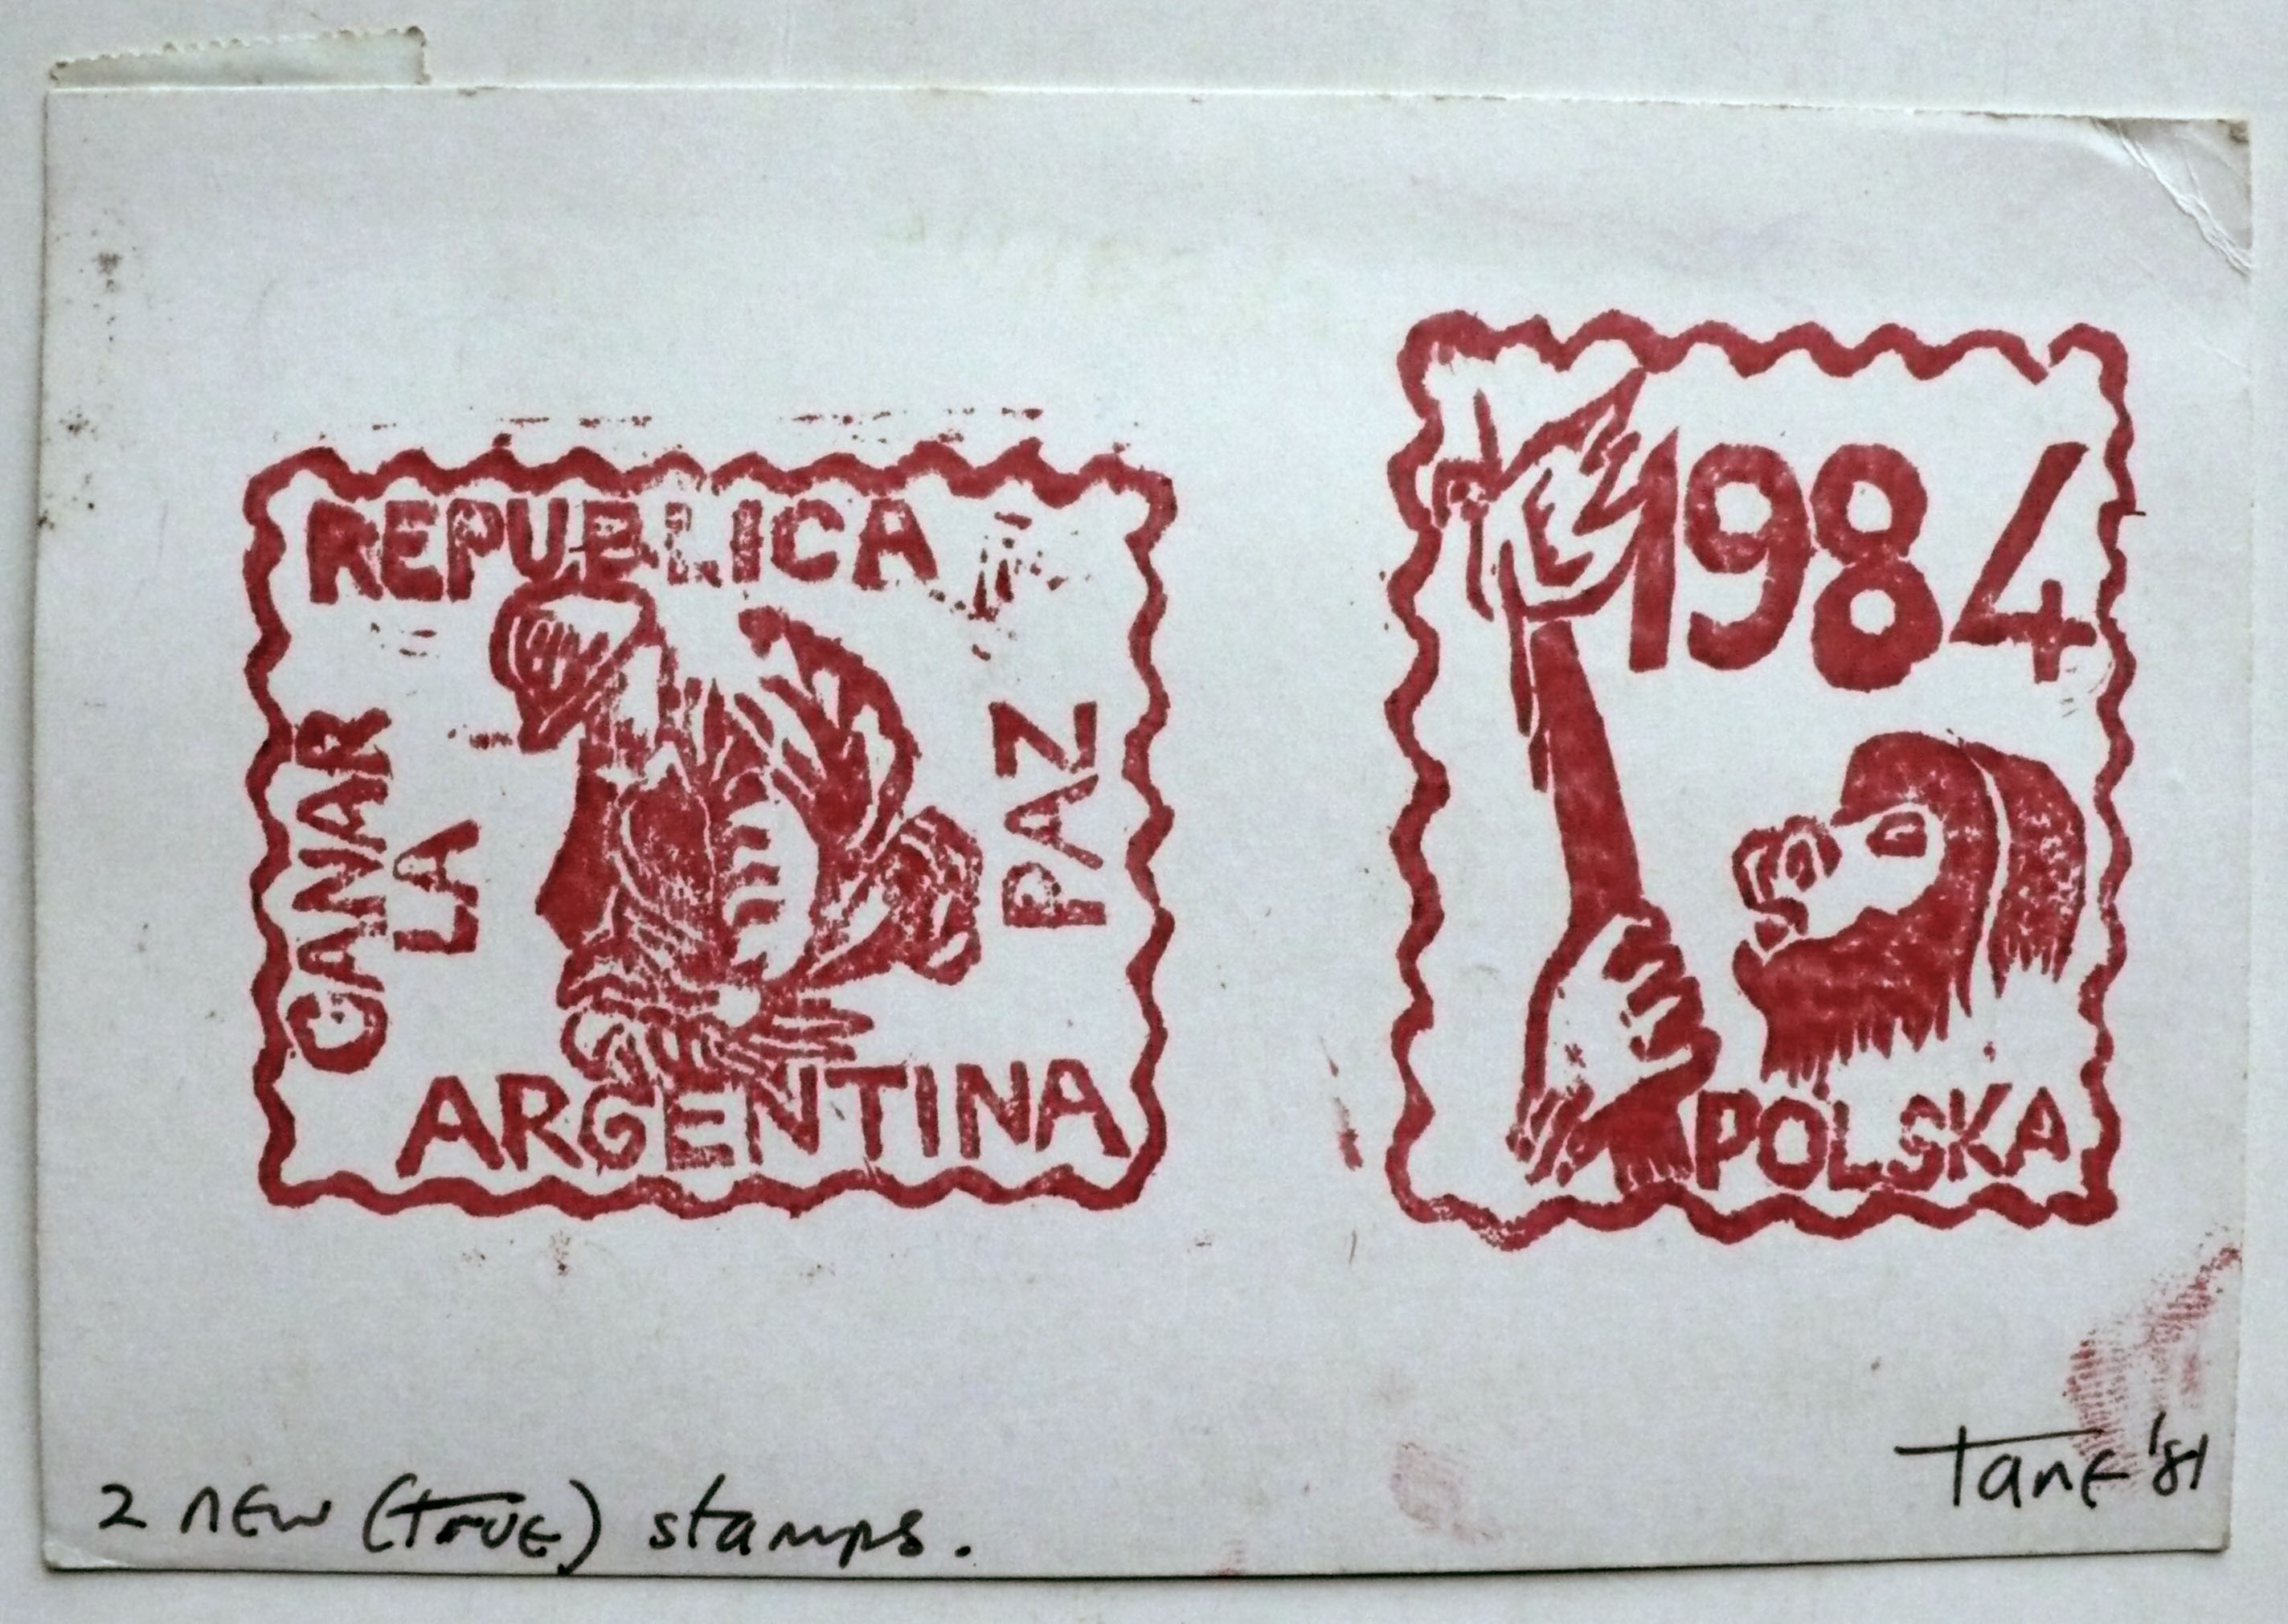 REPUBLICA
GANAR
LA
PAZ
ARGENTINA
1984
POLSKA
2 new (true) stamps.
Tane '81